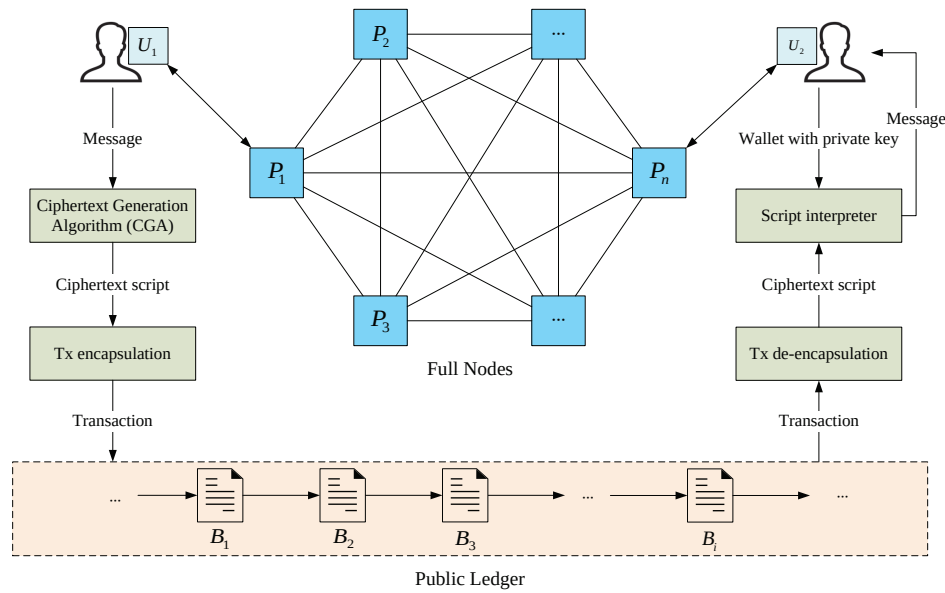 U1
P2
...
U2
Message
Message
Wallet with private key
P1
Pn
Ciphertext Generation
Algorithm (CGA)
Script interpreter
Ciphertext script
Ciphertext script
P3
...
Tx encapsulation
Tx de-encapsulation
Full Nodes
Transaction
Transaction
...
...
...
B1
B2
B3
Bi
Public Ledger